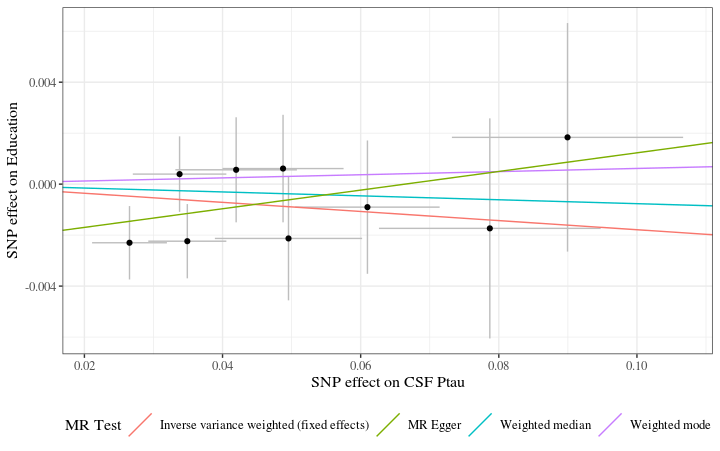 SNP effect on Education
0.004
0.000
-0.004
0.02 0.04 0.06 0.08 0.10
SNP effect on CSF Ptau
MR Test Inverse variance weighted (fixed effects) MR Egger Weighted median Weighted mode